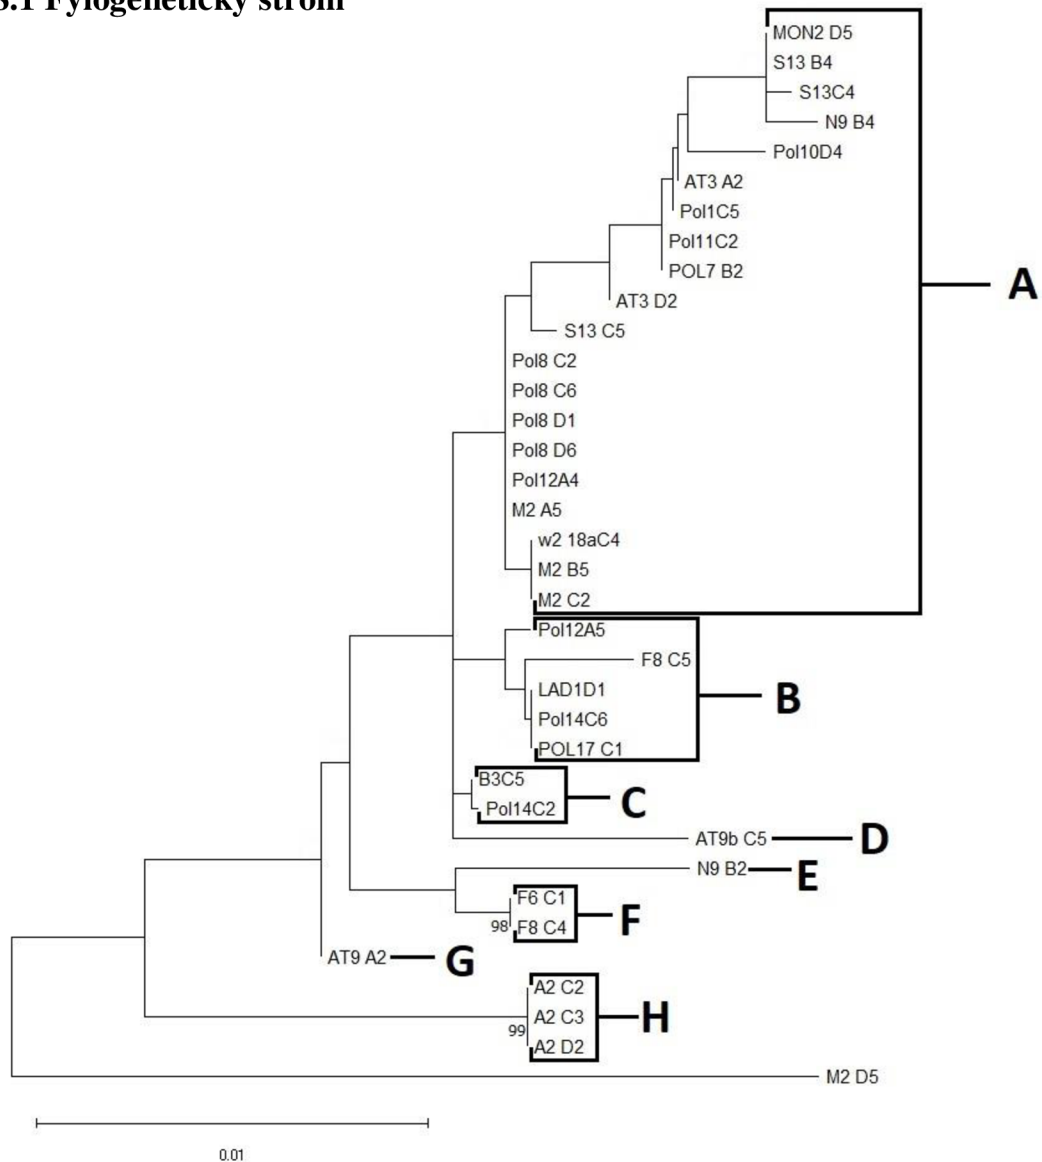 3.1 Fylogenetický strom
MON2 D5
S13 B4
S13C4
N9 B4
Pol10D4
AT3 A2
Pol1C5
Pol11C2
POL7 B2
A
AT3 D2
S13 C5
Pol8 C2
Pol8 C6
Pol8 D1
Pol8 D6
Pol12A4
M2 A5
w2 18aC4
M2 B5
M2 C2
Pol12A5
F8 C5
LAD1D1
B
Pol14C6
POL17 C1
B3C5
C
Pol14C2
AT9b C5
D
N9 B2
E
F6 C1
F
98
F8 C4
AT9 A2
G
A2 C2
A2 C3
H
99
A2 D2
M2 D5
0.01